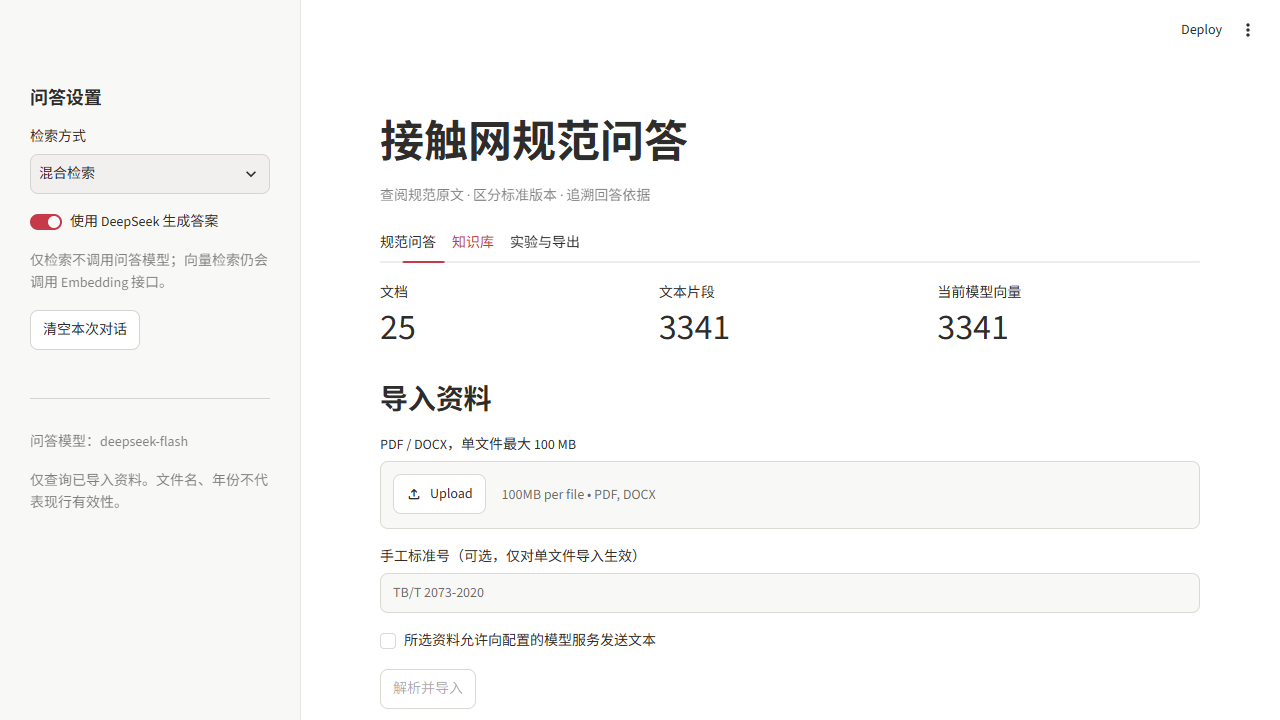 Deploy
问答设置
检索方式
混合检索
使用 DeepSeek 生成答案
仅检索不调用问答模型；向量检索仍会
调用 Embedding 接口。
清空本次对话
问答模型：deepseek-flash
仅查询已导入资料。文件名、年份不代
表现行有效性。
接触网规范问答
查阅规范原文 · 区分标准版本 · 追溯回答依据
规范问答 知识库 实验与导出
文档 文本片段 当前模型向量
25 3341 3341
导入资料
PDF / DOCX，单文件最大 100 MB
Upload 100MB per file • PDF, DOCX
手工标准号（可选，仅对单文件导入生效）
TB/T 2073-2020
所选资料允许向配置的模型服务发送文本
解析并导入